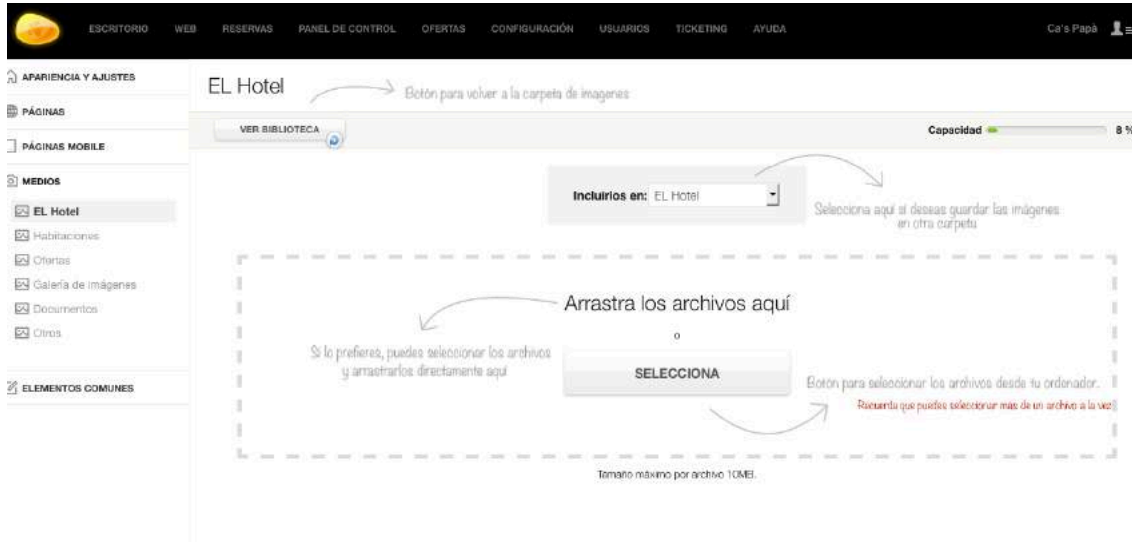 ESCRITORIO WEB RESERVAS PANEL DE CONTROL OFERTAS CONFIGURACIÓN USUARIOS TICKETING AYUDA Ca's Papà
APARIENCIA Y AJUSTES
PÁGINAS
PÁGINAS MOBILE
MEDIOS
EL Hotel
Habitaciones
Ofertas
Galería de imágenes
Documentos
Otros
ELEMENTOS COMUNES
EL Hotel
Botón para volver a la carpeta de imagenes
VER BIBLIOTECA
Capacidad 8 %
Incluirlos en: EL Hotel
Selecciona aquí si deseas guardar las imágenes
en otra carpeta
Arrastra los archivos aquí
o
Si lo prefieres, puedes seleccionar los archivos
y arrastrarlos directamente aquí
SELECCIONA
Botón para seleccionar los archivos desde tu ordenador.
Recuerda que puedes seleccionar más de un archivo a la vez
Tamaño máximo por archivo 10MB.